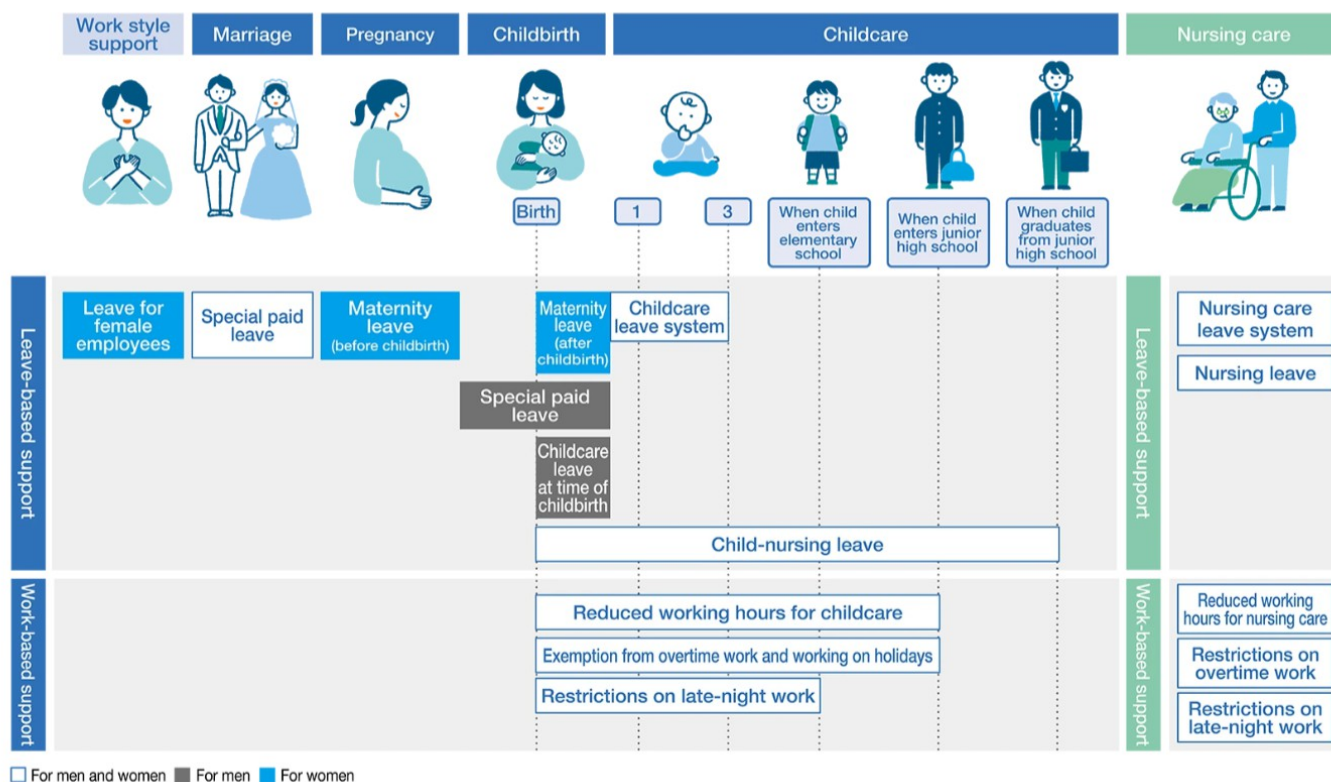 Work style
support
Marriage
Pregnancy
Childbirth
Childcare
Nursing care
Birth
1
3
When child
enters
elementary
school
When child
enters junior
high school
When child
graduates
from junior
high school
Leave-based support
Leave for
female
employees
Special paid
leave
Maternity
leave
(before childbirth)
Maternity
leave
(after
childbirth)
Childcare
leave system
Special paid
leave
Childcare
leave
at time of
childbirth
Child-nursing leave
Leave-based support
Nursing care
leave system
Nursing leave
Work-based support
Reduced working hours for childcare
Exemption from overtime work and working on holidays
Restrictions on late-night work
Work-based support
Reduced working
hours for nursing care
Restrictions on
overtime work
Restrictions on
late-night work
For men and women
For men
For women